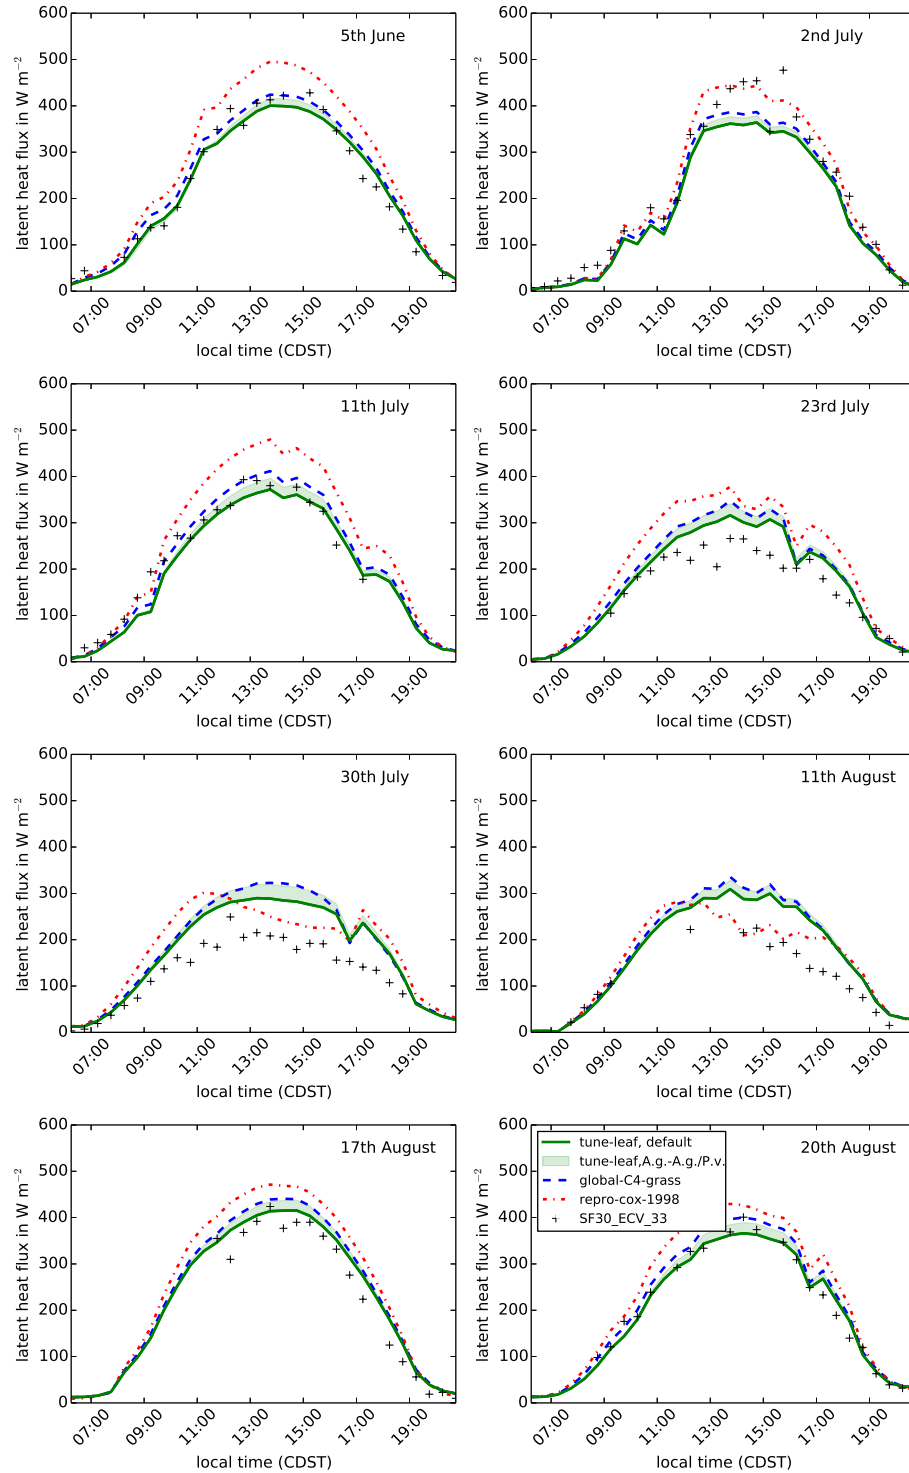 5th June
600
500
400
300
200
100
0
latent heat flux in W m⁻²
07:00 09:00 11:00 13:00 15:00 17:00 19:00
local time (CDST)
2nd July
600
500
400
300
200
100
0
latent heat flux in W m⁻²
07:00 09:00 11:00 13:00 15:00 17:00 19:00
local time (CDST)
11th July
600
500
400
300
200
100
0
latent heat flux in W m⁻²
07:00 09:00 11:00 13:00 15:00 17:00 19:00
local time (CDST)
23rd July
600
500
400
300
200
100
0
latent heat flux in W m⁻²
07:00 09:00 11:00 13:00 15:00 17:00 19:00
local time (CDST)
30th July
600
500
400
300
200
100
0
latent heat flux in W m⁻²
07:00 09:00 11:00 13:00 15:00 17:00 19:00
local time (CDST)
11th August
600
500
400
300
200
100
0
latent heat flux in W m⁻²
07:00 09:00 11:00 13:00 15:00 17:00 19:00
local time (CDST)
17th August
600
500
400
300
200
100
0
latent heat flux in W m⁻²
07:00 09:00 11:00 13:00 15:00 17:00 19:00
local time (CDST)
20th August
tune-leaf, default
tune-leaf,A.g.-A.g./P.v.
global-C4-grass
repro-cox-1998
SF30_ECV_33
600
500
400
300
200
100
0
latent heat flux in W m⁻²
07:00 09:00 11:00 13:00 15:00 17:00 19:00
local time (CDST)